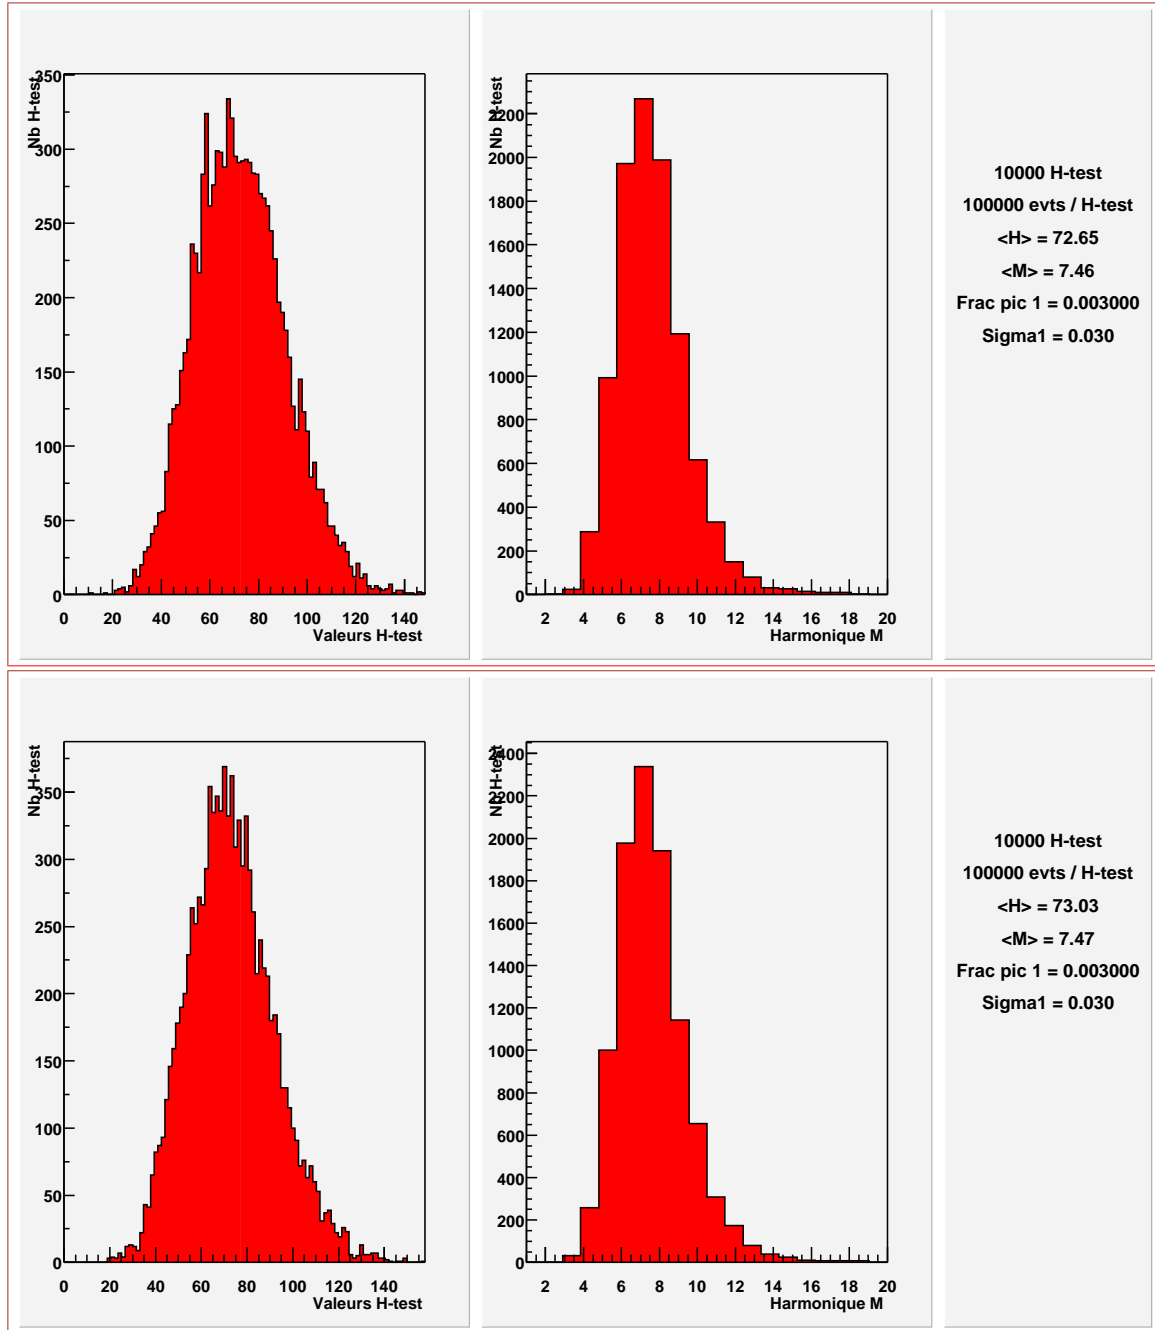 Nb H-test
350
300
250
200
150
100
50
0
0 20 40 60 80 100 120 140
Valeurs H-test
Nb H-test
2200
2000
1800
1600
1400
1200
1000
800
600
400
200
0
2 4 6 8 10 12 14 16 18 20
Harmonique M
10000 H-test
100000 evts / H-test
<H> = 72.65
<M> = 7.46
Frac pic 1 = 0.003000
Sigma1 = 0.030
Nb H-test
350
300
250
200
150
100
50
0
0 20 40 60 80 100 120 140
Valeurs H-test
Nb H-test
2400
2200
2000
1800
1600
1400
1200
1000
800
600
400
200
0
2 4 6 8 10 12 14 16 18 20
Harmonique M
10000 H-test
100000 evts / H-test
<H> = 73.03
<M> = 7.47
Frac pic 1 = 0.003000
Sigma1 = 0.030